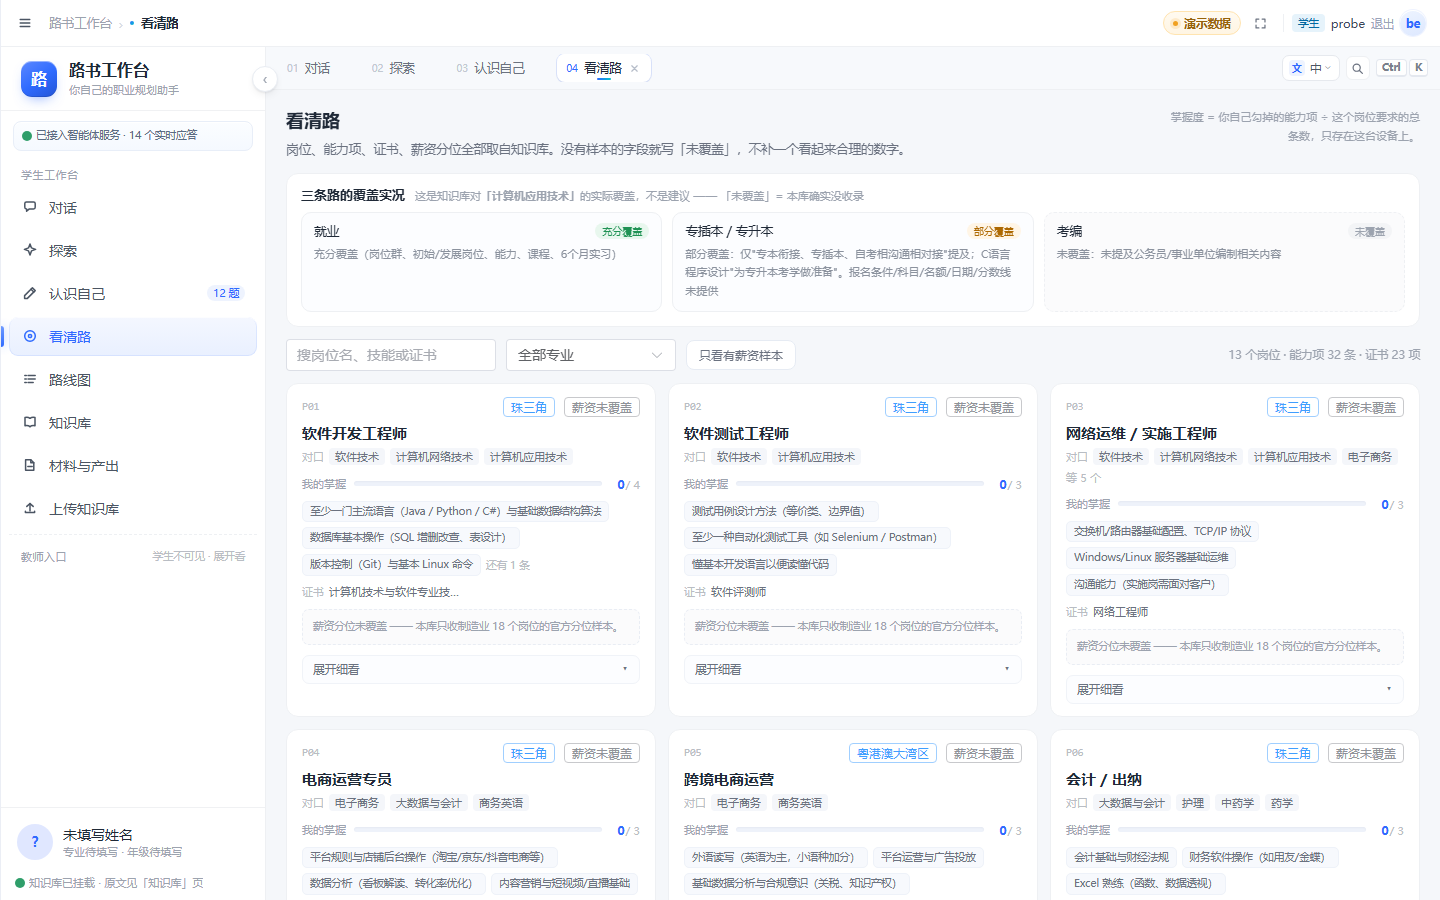 路书工作台 › • 看清路
演示数据
学生 probe 退出 be
路 路书工作台
你自己的职业规划助手
已接入智能体服务 · 14 个实时应答
学生工作台
对话
探索
认识自己 12 题
看清路
路线图
知识库
材料与产出
上传知识库
教师入口 学生不可见 · 展开看
? 未填写姓名
专业待填写 · 年级待填写
知识库已挂载 · 原文见「知识库」页
01 对话 02 探索 03 认识自己 04 看清路 ×
文 中 Ctrl K
看清路
岗位、能力项、证书、薪资分位全部取自知识库。没有样本的字段就写「未覆盖」，不补一个看起来合理的数字。
掌握度 = 你自己勾掉的能力项 ÷ 这个岗位要求的总
条数，只存在这台设备上。
三条路的覆盖实况 这是知识库对「计算机应用技术」的实际覆盖，不是建议 —— 「未覆盖」= 本库确实没收录
就业 充分覆盖
充分覆盖（岗位群、初始/发展岗位、能力、课程、6个月实习）
专插本 / 专升本 部分覆盖
部分覆盖：仅"专本衔接、专插本、自考相沟通相对接"提及；C语言
程序设计"为专升本考学做准备"。报名条件/科目/名额/日期/分数线
未提供
考编 未覆盖
未覆盖：未提及公务员/事业单位编制相关内容
搜岗位名、技能或证书 全部专业 只看有薪资样本
13 个岗位 · 能力项 32 条 · 证书 23 项
P01 珠三角 薪资未覆盖
软件开发工程师
对口 软件技术 计算机网络技术 计算机应用技术
我的掌握 0 / 4
至少一门主流语言（Java / Python / C#）与基础数据结构算法
数据库基本操作（SQL 增删改查、表设计）
版本控制（Git）与基本 Linux 命令 还有 1 条
证书 计算机技术与软件专业技...
薪资分位未覆盖 —— 本库只收制造业 18 个岗位的官方分位样本。
展开细看
P02 珠三角 薪资未覆盖
软件测试工程师
对口 软件技术 计算机应用技术
我的掌握 0 / 3
测试用例设计方法（等价类、边界值）
至少一种自动化测试工具（如 Selenium / Postman）
懂基本开发语言以便读懂代码
证书 软件评测师
薪资分位未覆盖 —— 本库只收制造业 18 个岗位的官方分位样本。
展开细看
P03 珠三角 薪资未覆盖
网络运维 / 实施工程师
对口 软件技术 计算机网络技术 计算机应用技术 电子商务
等 5 个
我的掌握 0 / 3
交换机/路由器基础配置、TCP/IP 协议
Windows/Linux 服务器基础运维
沟通能力（实施岗需面对客户）
证书 网络工程师
薪资分位未覆盖 —— 本库只收制造业 18 个岗位的官方分位样本。
展开细看
P04 珠三角 薪资未覆盖
电商运营专员
对口 电子商务 大数据与会计 商务英语
我的掌握 0 / 3
平台规则与店铺后台操作（淘宝/京东/抖音电商等）
数据分析（看板解读、转化率优化） 内容营销与短视频/直播基础
P05 粤港澳大湾区 薪资未覆盖
跨境电商运营
对口 电子商务 商务英语
我的掌握 0 / 3
外语读写（英语为主，小语种加分） 平台运营与广告投放
基础数据分析与合规意识（关税、知识产权）
P06 珠三角 薪资未覆盖
会计 / 出纳
对口 大数据与会计 护理 中药学 药学
我的掌握 0 / 3
会计基础与财经法规 财务软件操作（如用友/金蝶）
Excel 熟练（函数、数据透视）